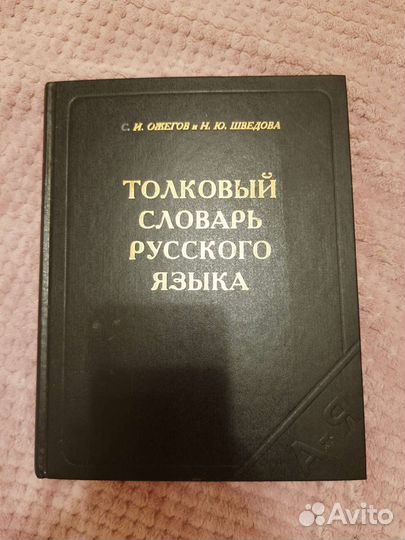 С. И. ОЖЕГОВ и Н. Ю. ШВЕДОВА
ТОЛКОВЫЙ
СЛОВАРЬ
РУССКОГО
ЯЗЫКА
А — Я
Avito